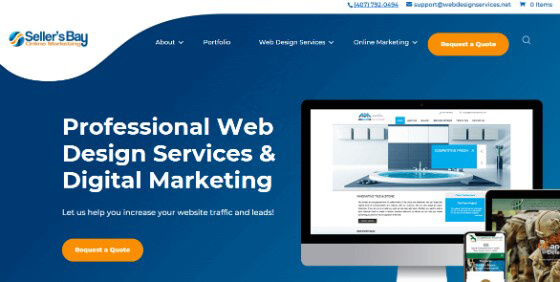 (407) 792-0494 support@webdesignservices.net 0 Items
Seller'sBay
Online Marketing
About Portfolio Web Design Services Online Marketing Request a Quote
Professional Web
Design Services &
Digital Marketing
Let us help you increase your website traffic and leads!
Request a Quote